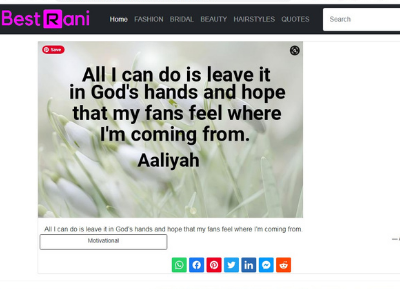 BestRani
Home FASHION BRIDAL BEAUTY HAIRSTYLES QUOTES Search
Save
All I can do is leave it
in God's hands and hope
that my fans feel where
I'm coming from.
Aaliyah
All I can do is leave it in God's hands and hope that my fans feel where I'm coming from.
Motivational